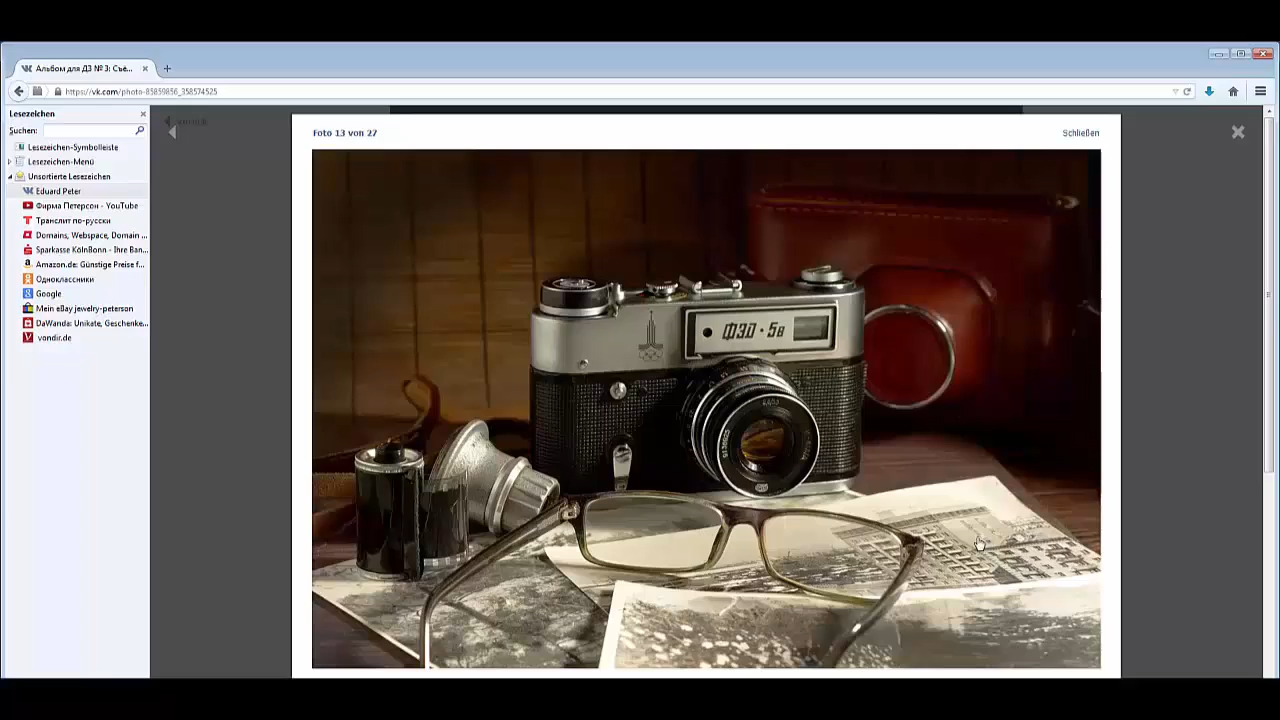 Альбом для ДЗ № 3: Съё...
https://vk.com/photo-85859856_358574525
Lesezeichen
Suchen:
Lesezeichen-Symbolleiste
Lesezeichen-Menü
Unsortierte Lesezeichen
Eduard Peter
Фирма Петерсон - YouTube
Транслит по-русски
Domains, Webspace, Domain ...
Sparkasse KölnBonn - Ihre Ban...
Amazon.de: Günstige Preise f...
Одноклассники
Google
Mein eBay jewelry-peterson
DaWanda: Unikate, Geschenke...
vondir.de
zurück
Foto 13 von 27
Schließen
ФЭД·5в